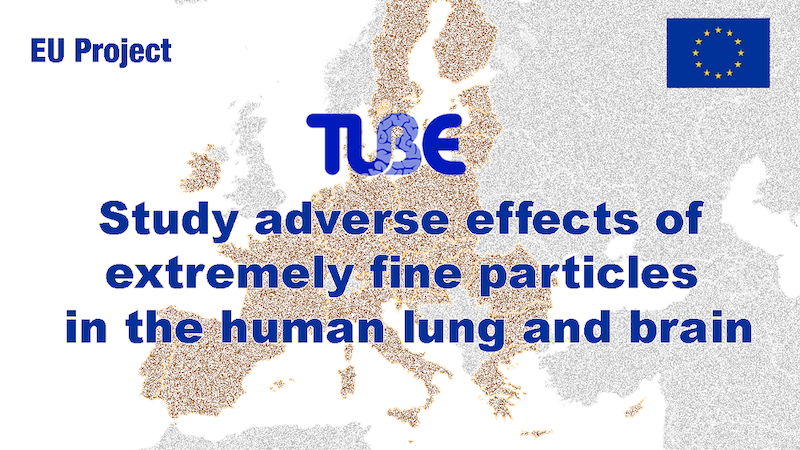 EU Project
TUBE
Study adverse effects of
extremely fine particles
in the human lung and brain